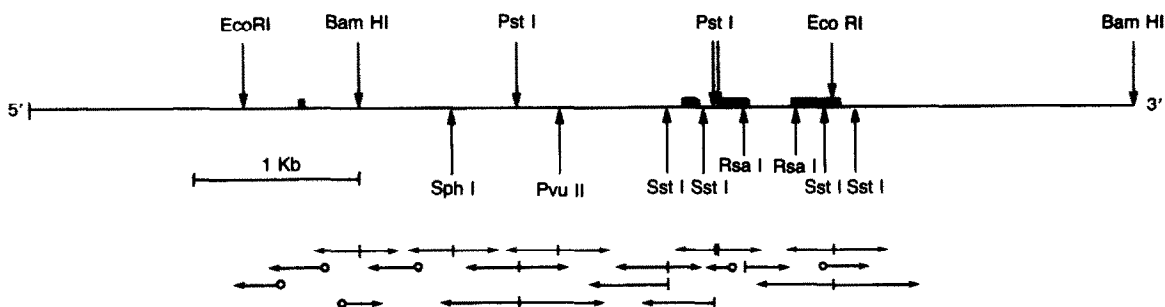 EcoRI
Bam HI
Pst I
Pst I
Eco RI
Bam HI
5'
3'
1 Kb
Sph I
Pvu II
Sst I
Sst I
Rsa I
Rsa I
Sst I
Sst I